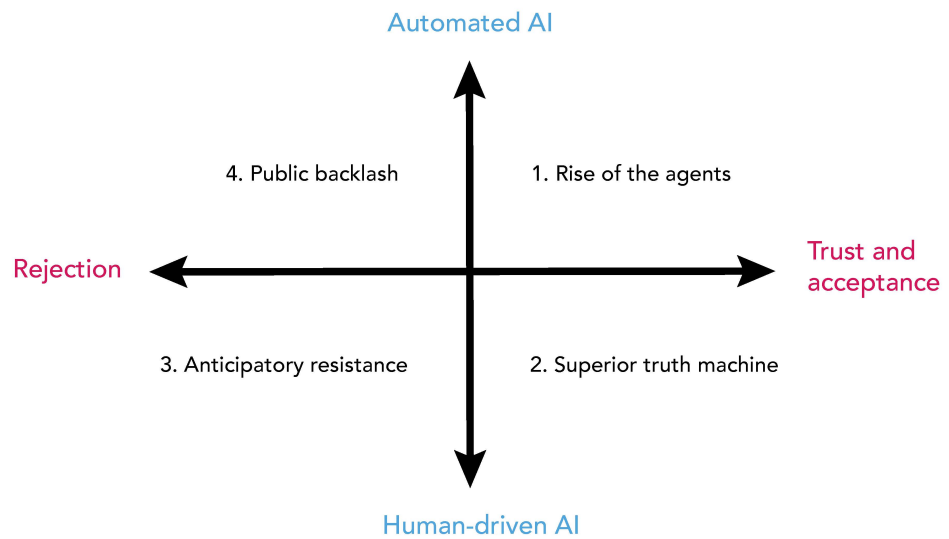 Automated AI
4. Public backlash
1. Rise of the agents
Rejection
Trust and
acceptance
3. Anticipatory resistance
2. Superior truth machine
Human-driven AI